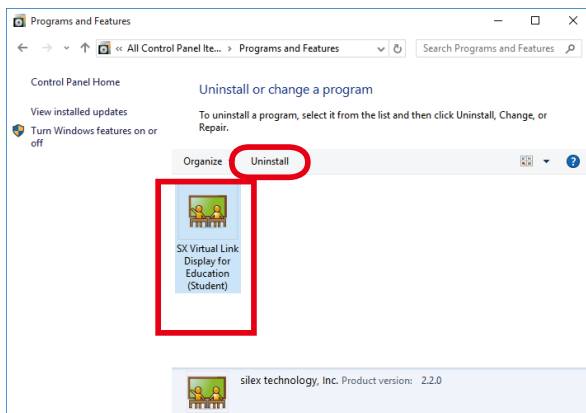 Programs and Features
« All Control Panel Ite... › Programs and Features
Search Programs and Features
Control Panel Home
View installed updates
Turn Windows features on or
off
Uninstall or change a program
To uninstall a program, select it from the list and then click Uninstall, Change, or
Repair.
Organize
Uninstall
SX Virtual Link
Display for
Education
(Student)
silex technology, Inc. Product version: 2.2.0